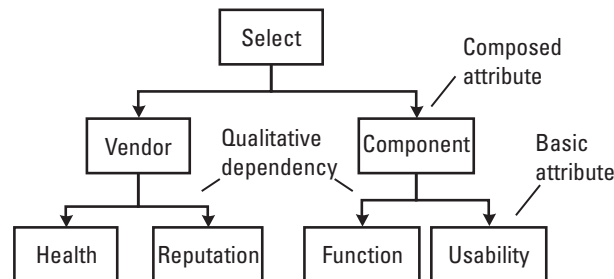 Select
Composed
attribute
Vendor
Qualitative
dependency
Component
Basic
attribute
Health
Reputation
Function
Usability